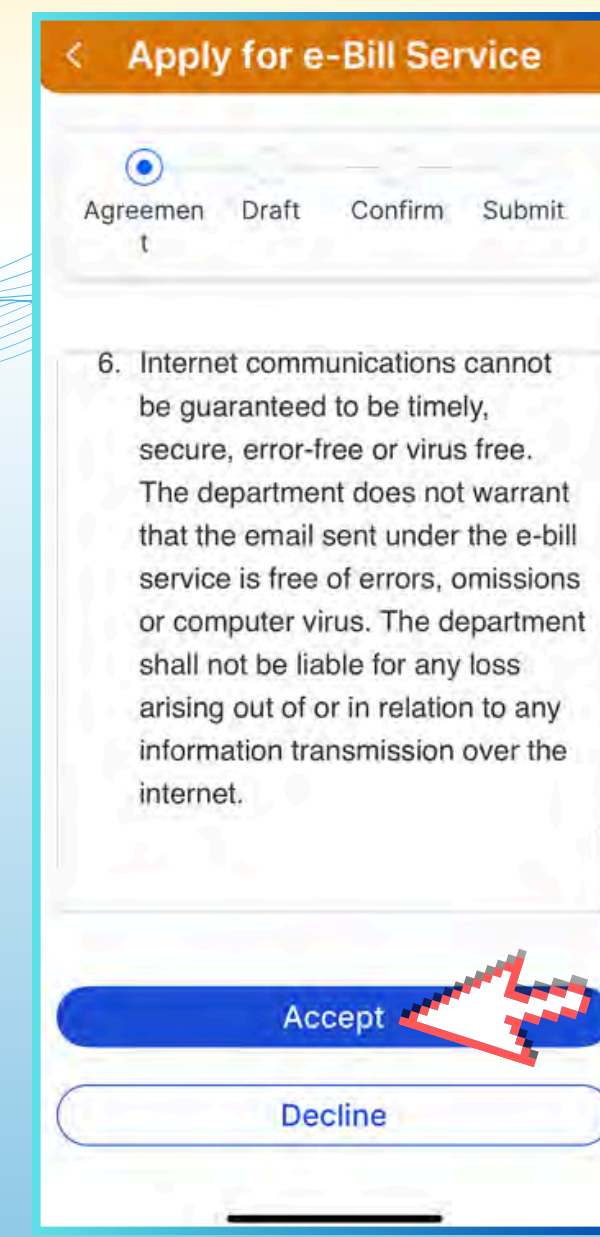 Apply for e-Bill Service
Agreemen Draft Confirm Submit
t
6. Internet communications cannot
be guaranteed to be timely,
secure, error-free or virus free.
The department does not warrant
that the email sent under the e-bill
service is free of errors, omissions
or computer virus. The department
shall not be liable for any loss
arising out of or in relation to any
information transmission over the
internet.
Accept
Decline